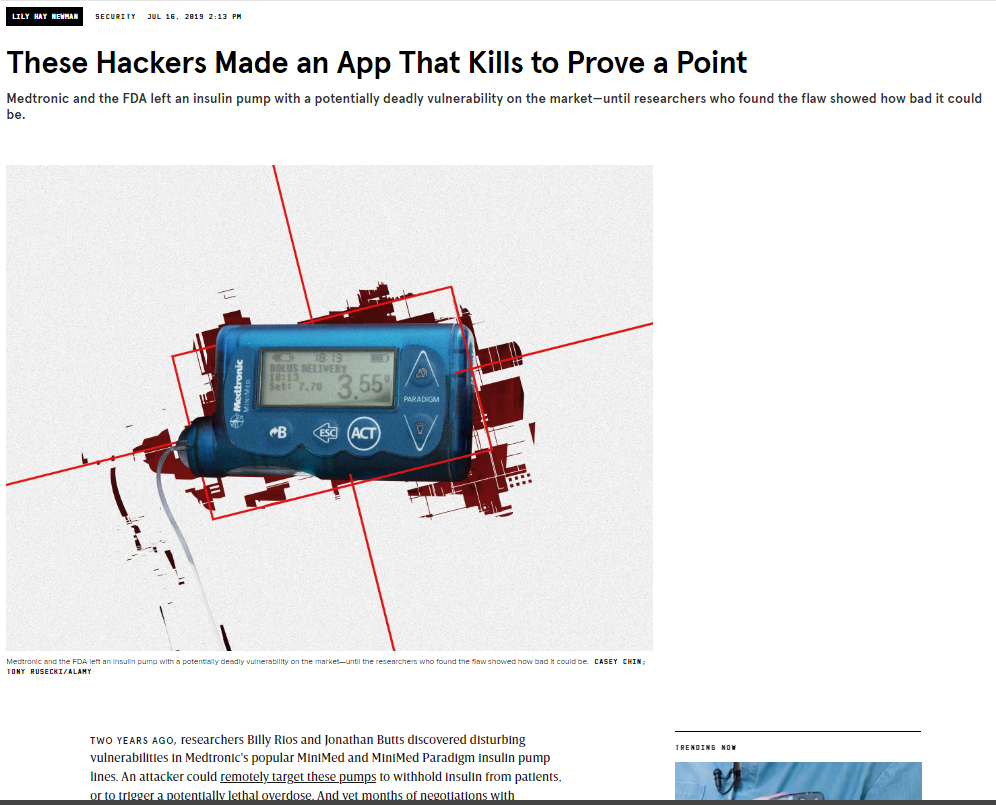 LILY HAY NEWMAN SECURITY JUL 16, 2019 2:13 PM
These Hackers Made an App That Kills to Prove a Point
Medtronic and the FDA left an insulin pump with a potentially deadly vulnerability on the market—until researchers who found the flaw showed how bad it could
be.
18:13
BOLUS DELIVERY
18:13
Set: 7.70 3.55U
Medtronic
MINIMED
PARADIGM
B ESC ACT
Medtronic and the FDA left an insulin pump with a potentially deadly vulnerability on the market—until the researchers who found the flaw showed how bad it could be. CASEY CHIN;
TONY RUSECKI/ALAMY
TWO YEARS AGO, researchers Billy Rios and Jonathan Butts discovered disturbing
vulnerabilities in Medtronic's popular MiniMed and MiniMed Paradigm insulin pump
lines. An attacker could remotely target these pumps to withhold insulin from patients,
or to trigger a potentially lethal overdose. And yet months of negotiations with
TRENDING NOW